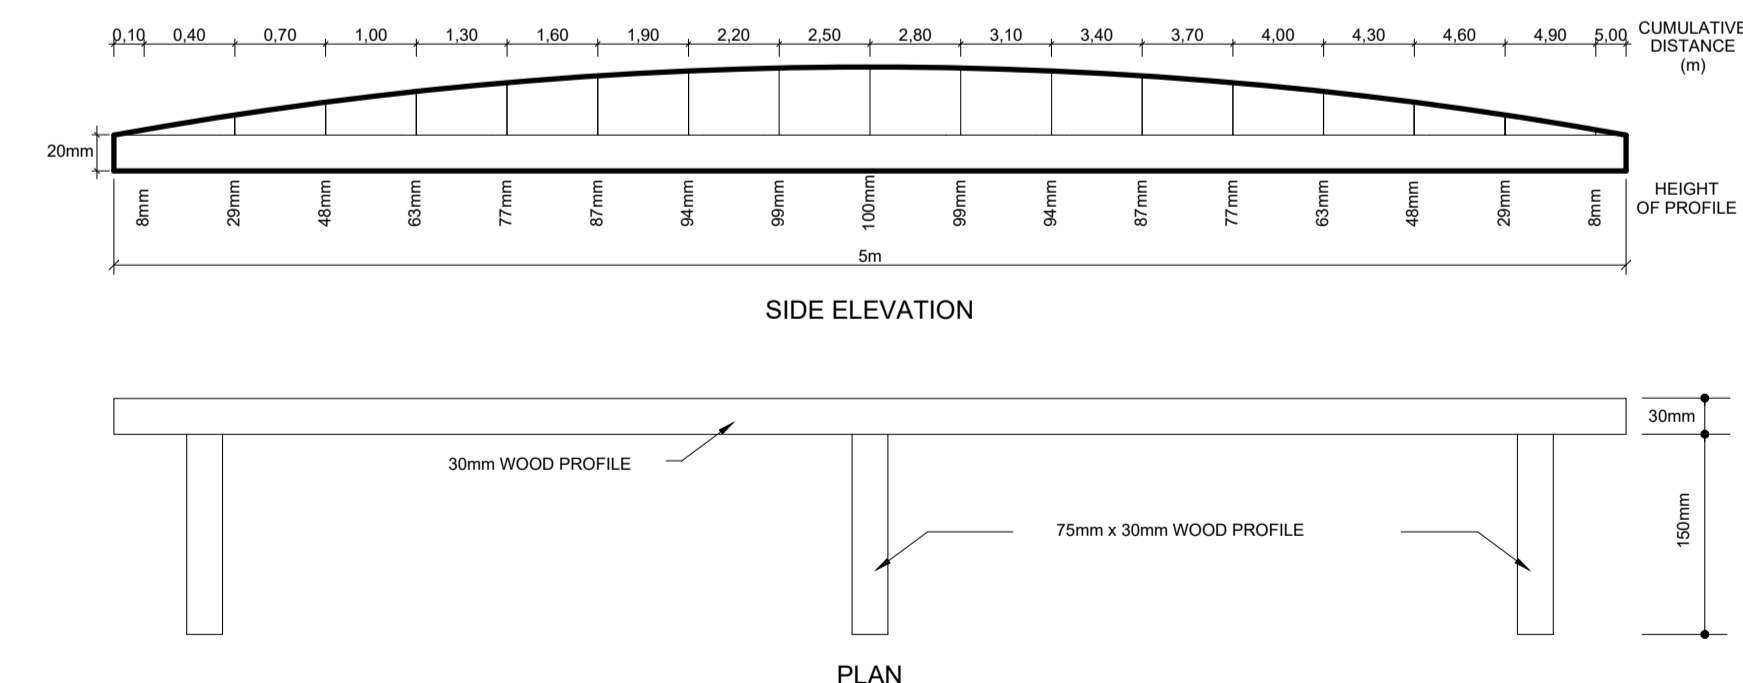 0,10 0,40 0,70 1,00 1,30 1,60 1,90 2,20 2,50 2,80 3,10 3,40 3,70 4,00 4,30 4,60 4,90 5,00
CUMULATIVE
DISTANCE
(m)
20mm
8mm 29mm 48mm 63mm 77mm 87mm 94mm 99mm 100mm 99mm 94mm 87mm 77mm 63mm 48mm 29mm 8mm
HEIGHT
OF PROFILE
5m
SIDE ELEVATION
30mm
30mm WOOD PROFILE
75mm x 30mm WOOD PROFILE
150mm
PLAN